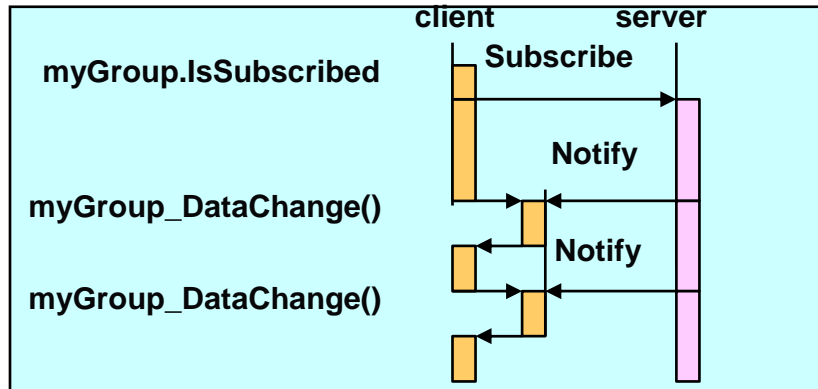 client server
Subscribe
myGroup.IsSubscribed
Notify
myGroup_DataChange()
Notify
myGroup_DataChange()